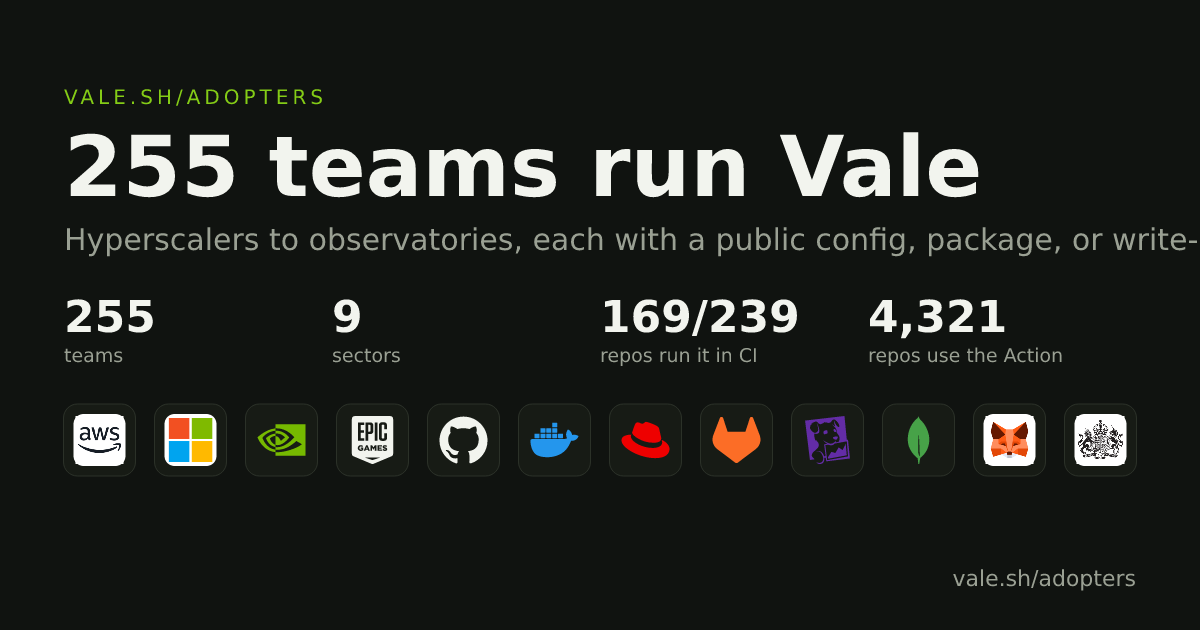 VALE.SH/ADOPTERS
255 teams run Vale
Hyperscalers to observatories, each with a public config, package, or write-
255 9 169/239 4,321
teams sectors repos run it in CI repos use the Action
aws EPIC GAMES
vale.sh/adopters